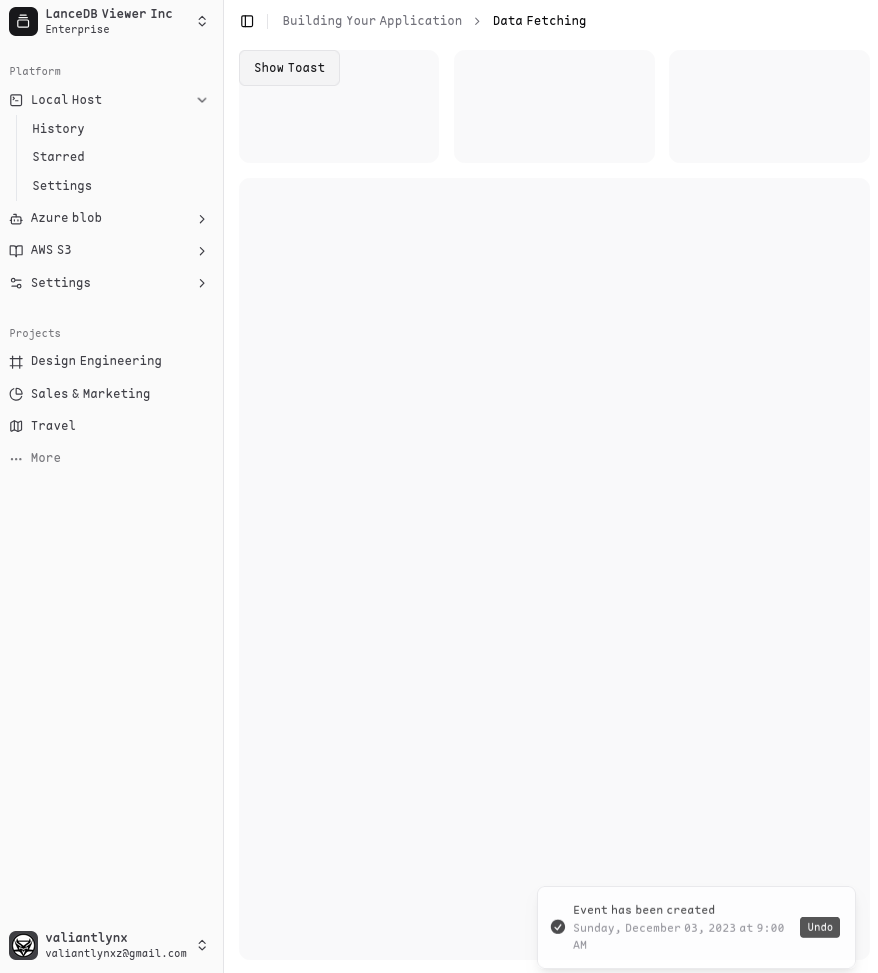 LanceDB Viewer Inc
Enterprise
Platform
Local Host
History
Starred
Settings
Azure blob
AWS S3
Settings
Projects
Design Engineering
Sales & Marketing
Travel
More
valiantlynx
valiantlynxz@gmail.com
Building Your Application
Data Fetching
Show Toast
Event has been created
Sunday, December 03, 2023 at 9:00
AM
Undo